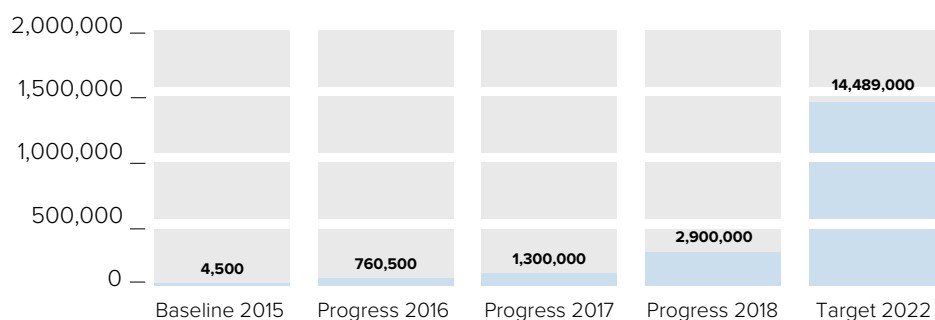 2,000,000
1,500,000
1,000,000
500,000
0
4,500
760,500
1,300,000
2,900,000
14,489,000
Baseline 2015
Progress 2016
Progress 2017
Progress 2018
Target 2022